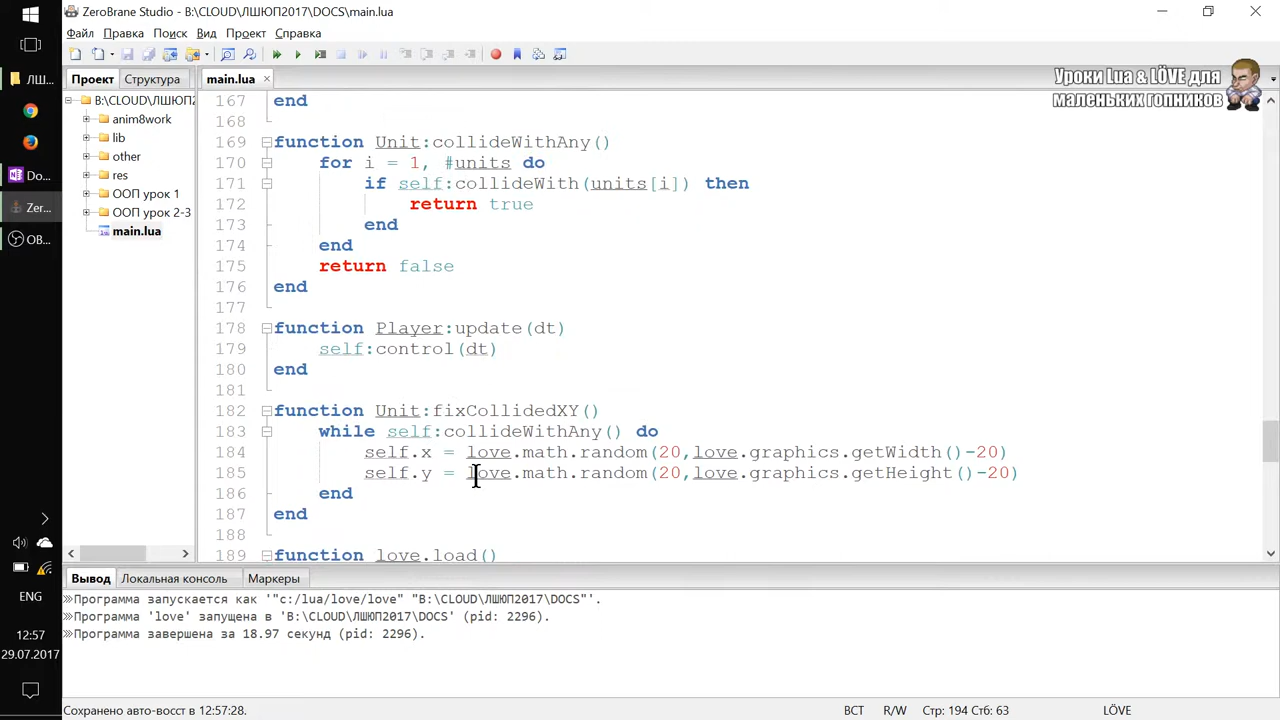 ZeroBrane Studio - B:\CLOUD\ЛШЮП2017\DOCS\main.lua
Файл Правка Поиск Вид Проект Справка
Проект Структура
main.lua
Уроки Lua & LÖVE для
маленьких гопников
B:\CLOUD\ЛШЮП2
anim8work
lib
other
res
ООП урок 1
ООП урок 2-3
main.lua
ЛШ...
Do...
Zer...
OB...
167 end
168
169 function Unit:collideWithAny()
170 for i = 1, #units do
171 if self:collideWith(units[i]) then
172 return true
173 end
174 end
175 return false
176 end
177
178 function Player:update(dt)
179 self:control(dt)
180 end
181
182 function Unit:fixCollidedXY()
183 while self:collideWithAny() do
184 self.x = love.math.random(20,love.graphics.getWidth()-20)
185 self.y = love.math.random(20,love.graphics.getHeight()-20)
186 end
187 end
188
189 function love.load()
Вывод Локальная консоль Маркеры
Программа запускается как '"c:/lua/love/love" "B:\CLOUD\ЛШЮП2017\DOCS"'.
Программа 'love' запущена в 'B:\CLOUD\ЛШЮП2017\DOCS' (pid: 2296).
Программа завершена за 18.97 секунд (pid: 2296).
ENG
12:57
29.07.2017
Сохранено авто-восст в 12:57:28. ВСТ R/W Стр: 194 Стб: 63 LÖVE